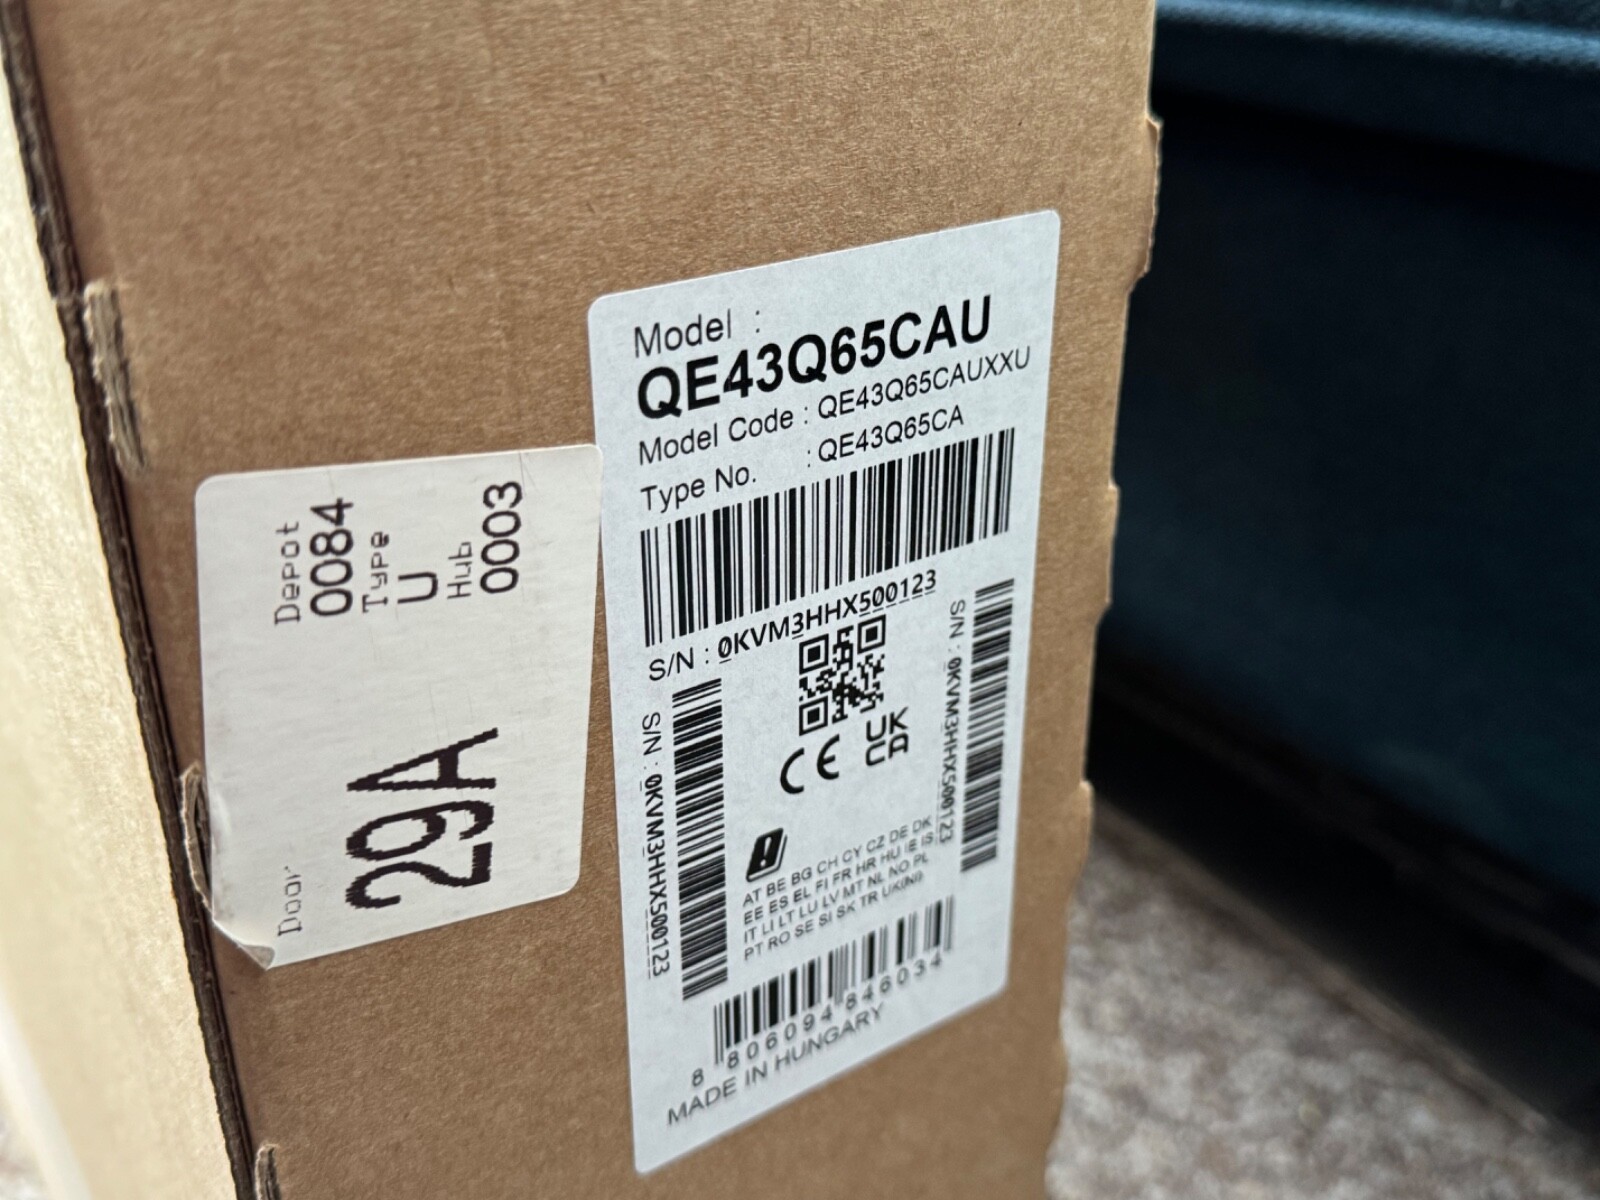 Depot
0084
Type
U
Hub
0003
Door
29A
Model :
QE43Q65CAU
Model Code : QE43Q65CAUXXU
Type No. : QE43Q65CA
S/N : 0KVM3HHX500123
S/N : 0KVM3HHX500123
S/N : 0KVM3HHX500123
CE
UK
CA
AT BE BG CH CY CZ DE DK
EE ES EL FI FR HR HU IE IS
IT LI LT LU LV MT NL NO PL
PT RO SE SI SK TR UK(NI)
8 806094 846034
MADE IN HUNGARY